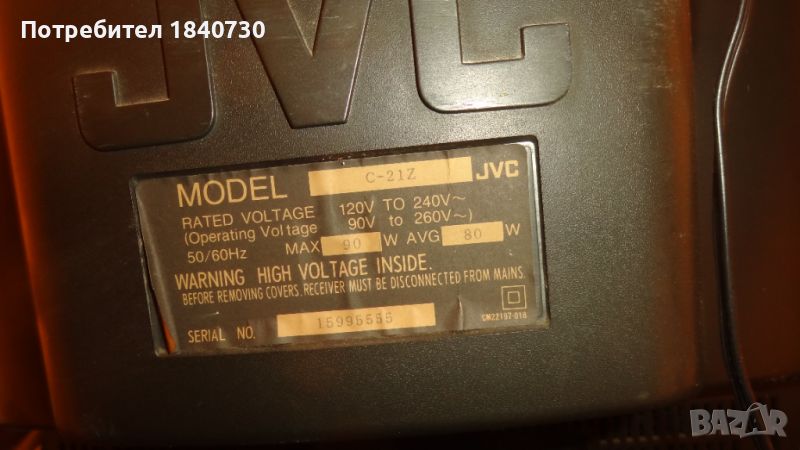 Потребител 1840730
JVC
MODEL C-21Z JVC
RATED VOLTAGE 120V TO 240V~
(Operating Voltage 90V to 260V~)
50/60Hz MAX 90 W AVG 80 W
WARNING HIGH VOLTAGE INSIDE.
BEFORE REMOVING COVERS. RECEIVER MUST BE DISCONNECTED FROM MAINS.
SERIAL NO. 15995555
CM22197-018
BAZAR